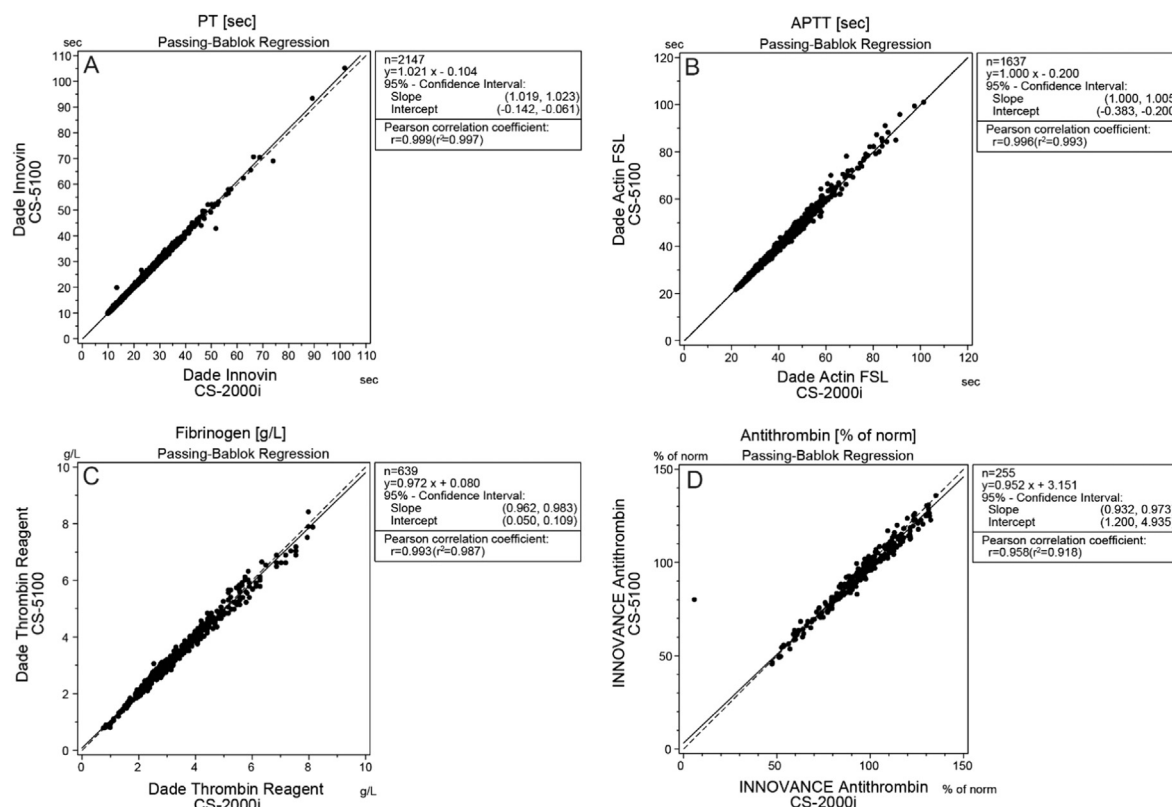 PT [sec]
sec
Passing-Bablok Regression
A
110
100
90
80
70
60
50
40
30
20
10
0
Dade Innovin
CS-5100
0 10 20 30 40 50 60 70 80 90 100 110
Dade Innovin
CS-2000i
sec
n=2147
y=1.021 x - 0.104
95% - Confidence Interval:
Slope (1.019, 1.023)
Intercept (-0.142, -0.061)
Pearson correlation coefficient:
r=0.999(r²=0.997)
APTT [sec]
sec
Passing-Bablok Regression
B
120
100
80
60
40
20
0
Dade Actin FSL
CS-5100
0 20 40 60 80 100 120
Dade Actin FSL
CS-2000i
sec
n=1637
y=1.000 x - 0.200
95% - Confidence Interval:
Slope (1.000, 1.005
Intercept (-0.383, -0.200
Pearson correlation coefficient:
r=0.996(r²=0.993)
Fibrinogen [g/L]
g/L
Passing-Bablok Regression
C
10
8
6
4
2
0
Dade Thrombin Reagent
CS-5100
0 2 4 6 8 10
Dade Thrombin Reagent
CS-2000i
g/L
n=639
y=0.972 x + 0.080
95% - Confidence Interval:
Slope (0.962, 0.983)
Intercept (0.050, 0.109)
Pearson correlation coefficient:
r=0.993(r²=0.987)
Antithrombin [% of norm]
% of norm
Passing-Bablok Regression
D
150
100
50
0
INNOVANCE Antithrombin
CS-5100
0 50 100 150
INNOVANCE Antithrombin
CS-2000i
% of norm
n=255
y=0.952 x + 3.151
95% - Confidence Interval:
Slope (0.932, 0.973
Intercept (1.200, 4.935
Pearson correlation coefficient:
r=0.958(r²=0.918)